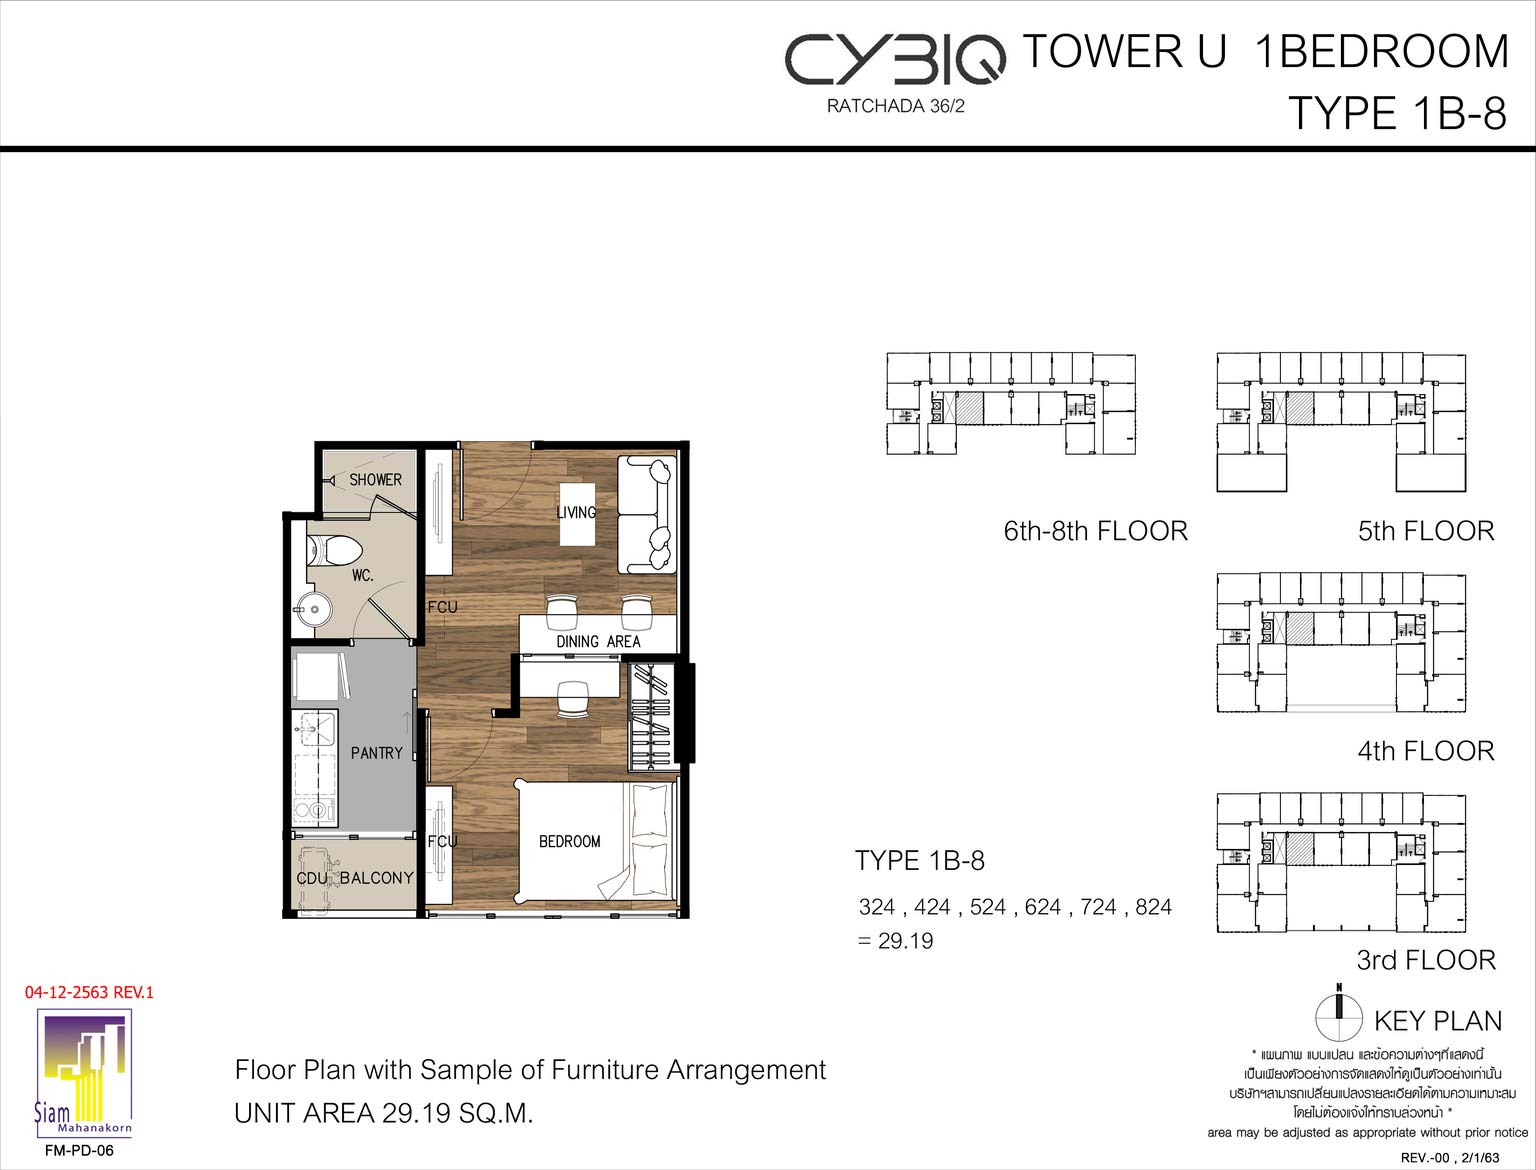 CYBIQ TOWER U 1BEDROOM
RATCHADA 36/2
TYPE 1B-8
SHOWER
LIVING
WC.
FCU
DINING AREA
PANTRY
FCU
BEDROOM
CDU BALCONY
6th-8th FLOOR
5th FLOOR
4th FLOOR
3rd FLOOR
TYPE 1B-8
324 , 424 , 524 , 624 , 724 , 824
= 29.19
N
KEY PLAN
" แผนภาพ แบบแปลน และข้อความต่างๆที่แสดงนี้
เป็นเพียงตัวอย่างการจัดแสดงให้ดูเป็นตัวอย่างเท่านั้น
บริษัทฯสามารถเปลี่ยนแปลงรายละเอียดได้ตามความเหมาะสม
โดยไม่ต้องแจ้งให้ทราบล่วงหน้า "
area may be adjusted as appropriate without prior notice
REV.-00 , 2/1/63
04-12-2563 REV.1
Siam
Mahanakorn
FM-PD-06
Floor Plan with Sample of Furniture Arrangement
UNIT AREA 29.19 SQ.M.